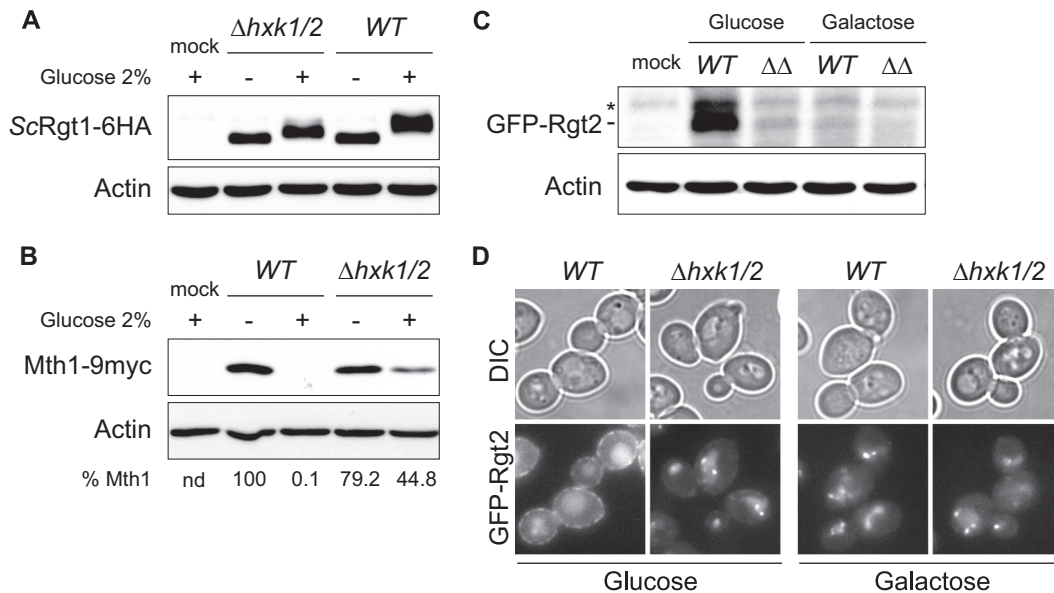 A
Δhxk1/2 WT
mock
Glucose 2% + - + - +
ScRgt1-6HA
Actin
B
WT Δhxk1/2
mock
Glucose 2% + - + - +
Mth1-9myc
Actin
% Mth1 nd 100 0.1 79.2 44.8
C
Glucose Galactose
mock WT ΔΔ WT ΔΔ
*
GFP-Rgt2 -
Actin
D
WT Δhxk1/2 WT Δhxk1/2
DIC
GFP-Rgt2
Glucose Galactose